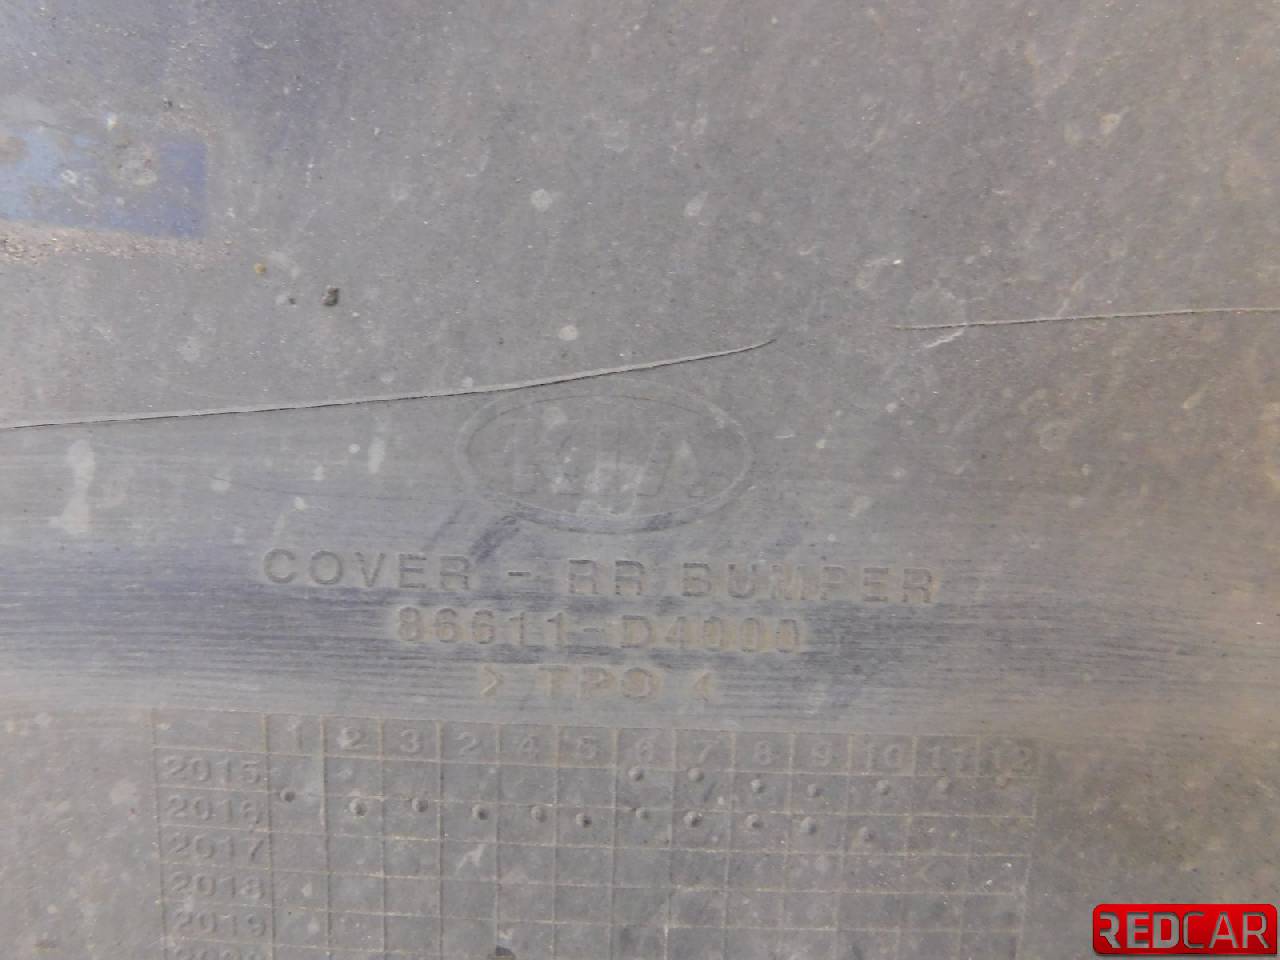 KIA
COVER - RR BUMPER
86611-D4000
> TPO <
1 2 3 2 4 5 6 7 8 9 10 11 12
2015
2016
2017
2018
2019
2020
REDCAR